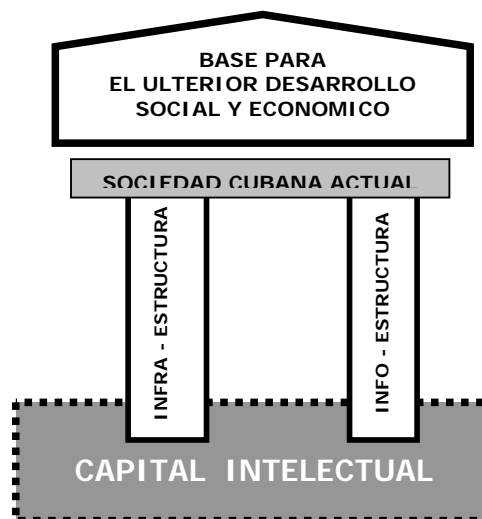 BASE PARA
EL ULTERIOR DESARROLLO
SOCIAL Y ECONOMICO
SOCIEDAD CUBANA ACTUAL
INFRA - ESTRUCTURA
INFO - ESTRUCTURA
CAPITAL INTELECTUAL